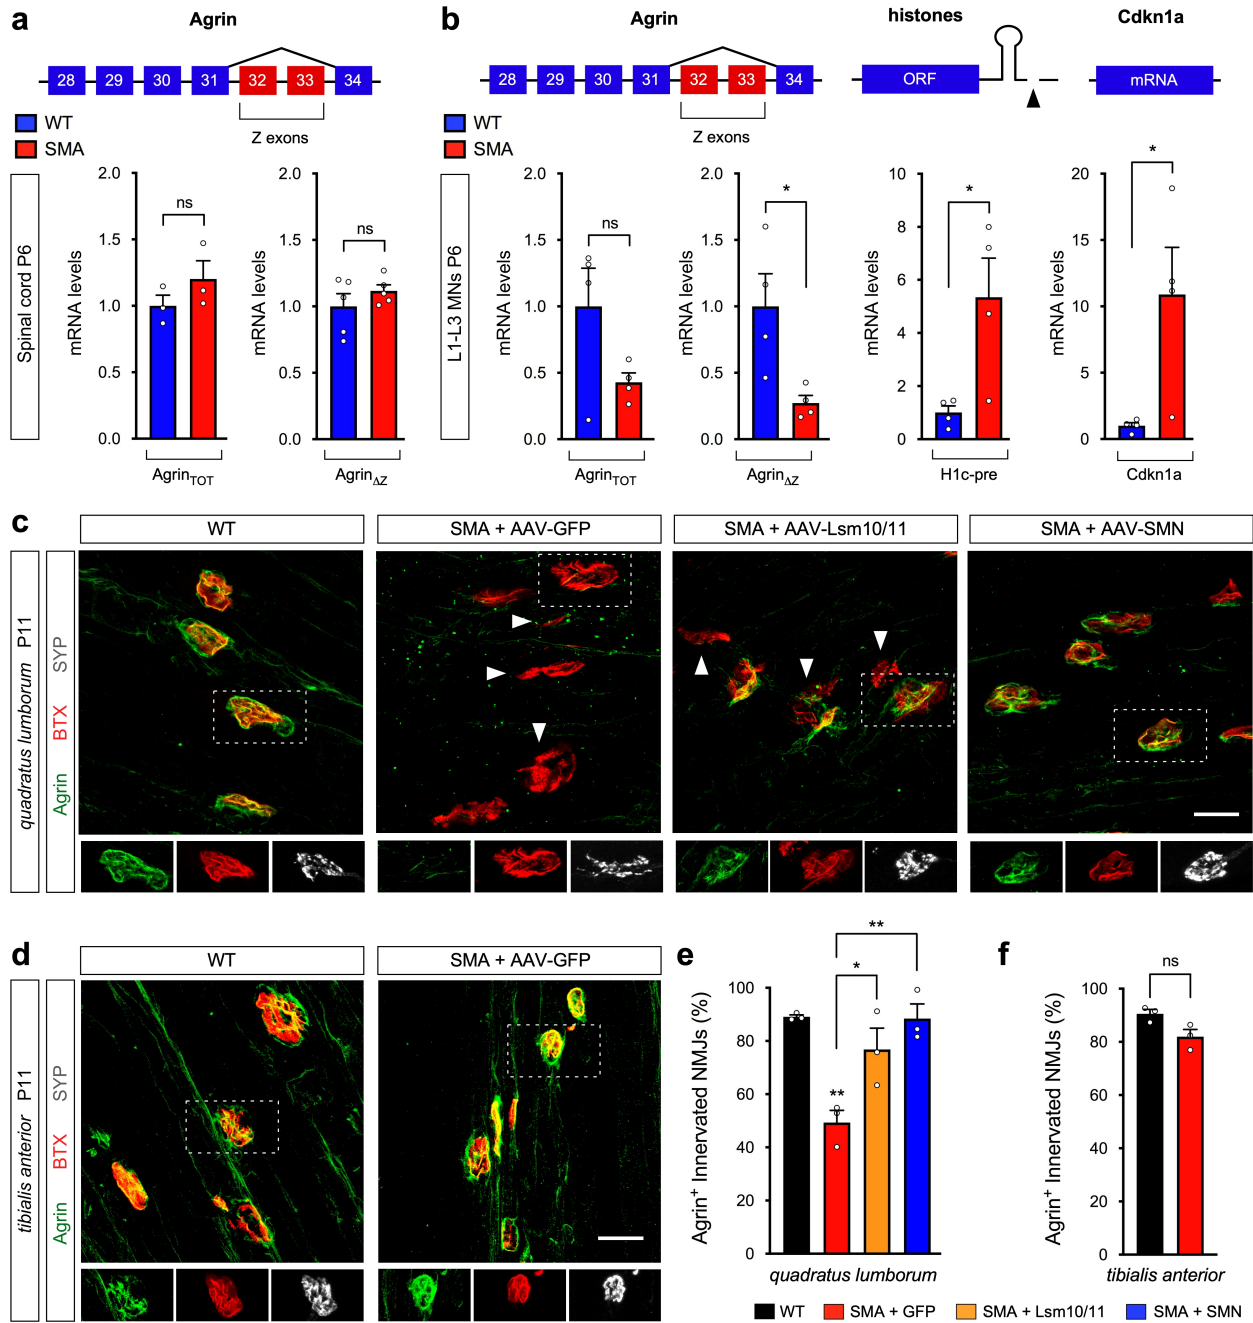 a
Agrin
28 29 30 31 32 33 34
Z exons
WT
SMA
Spinal cord P6
mRNA levels
2.0
1.5
1.0
0.5
0.0
ns
AgrinTOT
mRNA levels
2.0
1.5
1.0
0.5
0.0
ns
AgrinΔZ
b
Agrin
histones
Cdkn1a
28 29 30 31 32 33 34
ORF
mRNA
Z exons
WT
SMA
L1-L3 MNs P6
mRNA levels
2.0
1.5
1.0
0.5
0.0
ns
AgrinTOT
mRNA levels
2.0
1.5
1.0
0.5
0.0
*
AgrinΔZ
mRNA levels
10
8
6
4
2
0
*
H1c-pre
mRNA levels
20
15
10
5
0
*
Cdkn1a
c
WT
SMA + AAV-GFP
SMA + AAV-Lsm10/11
SMA + AAV-SMN
quadratus lumborum P11
Agrin BTX SYP
d
WT
SMA + AAV-GFP
tibialis anterior P11
Agrin BTX SYP
e
Agrin+ Innervated NMJs (%)
100
80
60
40
20
0
**
*
**
quadratus lumborum
f
Agrin+ Innervated NMJs (%)
100
80
60
40
20
0
ns
tibialis anterior
WT
SMA + GFP
SMA + Lsm10/11
SMA + SMN